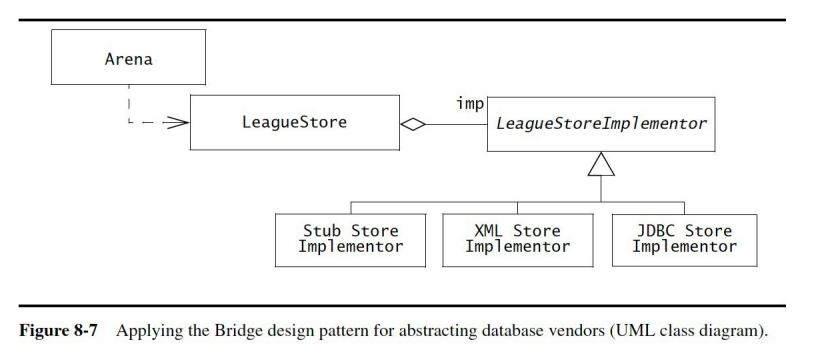 Arena
imp
LeagueStore
LeagueStoreImplementor
Stub Store
Implementor
XML Store
Implementor
JDBC Store
Implementor
Figure 8-7 Applying the Bridge design pattern for abstracting database vendors (UML class diagram).